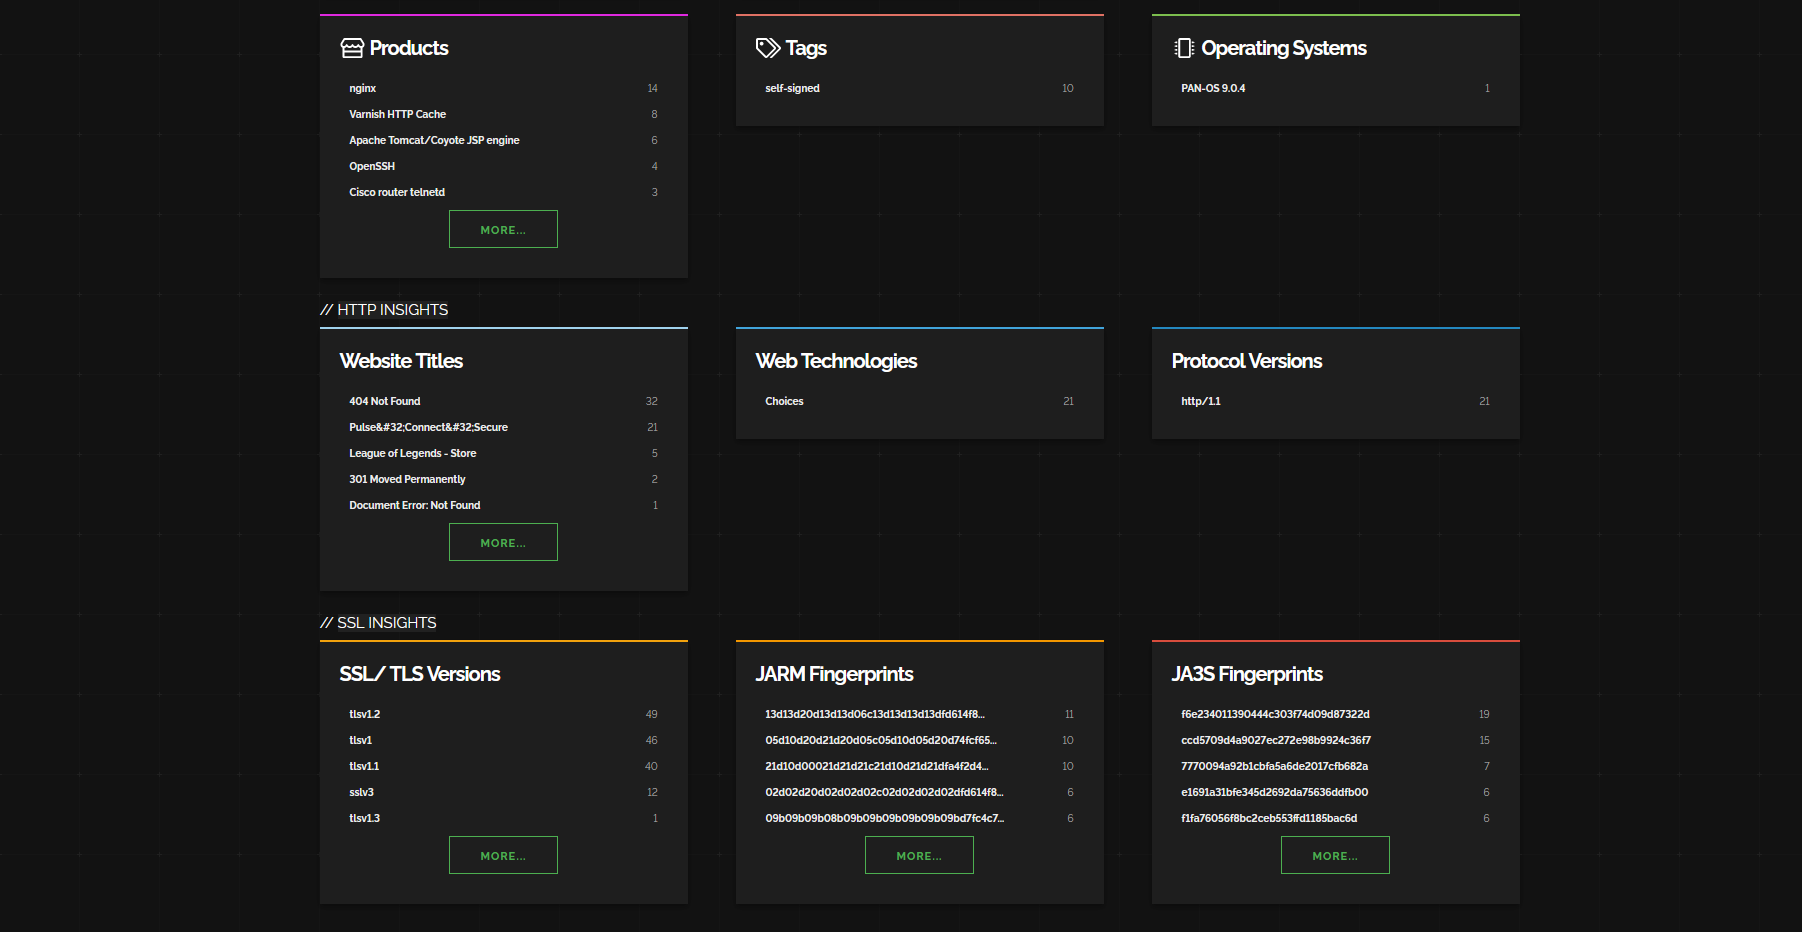 Products
nginx 14
Varnish HTTP Cache 8
Apache Tomcat/Coyote JSP engine 6
OpenSSH 4
Cisco router telnetd 3
MORE...
Tags
self-signed 10
Operating Systems
PAN-OS 9.0.4 1
// HTTP INSIGHTS
Website Titles
404 Not Found 32
Pulse&#32;Connect&#32;Secure 21
League of Legends - Store 5
301 Moved Permanently 2
Document Error: Not Found 1
MORE...
Web Technologies
Choices 21
Protocol Versions
http/1.1 21
// SSL INSIGHTS
SSL/ TLS Versions
tlsv1.2 49
tlsv1 46
tlsv1.1 40
sslv3 12
tlsv1.3 1
MORE...
JARM Fingerprints
13d13d20d13d13d06c13d13d13d13dfd614f8... 11
05d10d20d21d20d05c05d10d05d20d74fcf65... 10
21d10d00021d21d21c21d10d21d21dfa4f2d4... 10
02d02d20d02d02d02c02d02d02d02dfd614f8... 6
09b09b09b08b09b09b09b09b09b09bd7fc4c7... 6
MORE...
JA3S Fingerprints
f6e234011390444c303f74d09d87322d 19
ccd5709d4a9027ec272e98b9924c36f7 15
7770094a92b1cbfa5a6de2017cfb682a 7
e1691a31bfe345d2692da75636ddfb00 6
f1fa76056f8bc2ceb553ffd1185bac6d 6
MORE...